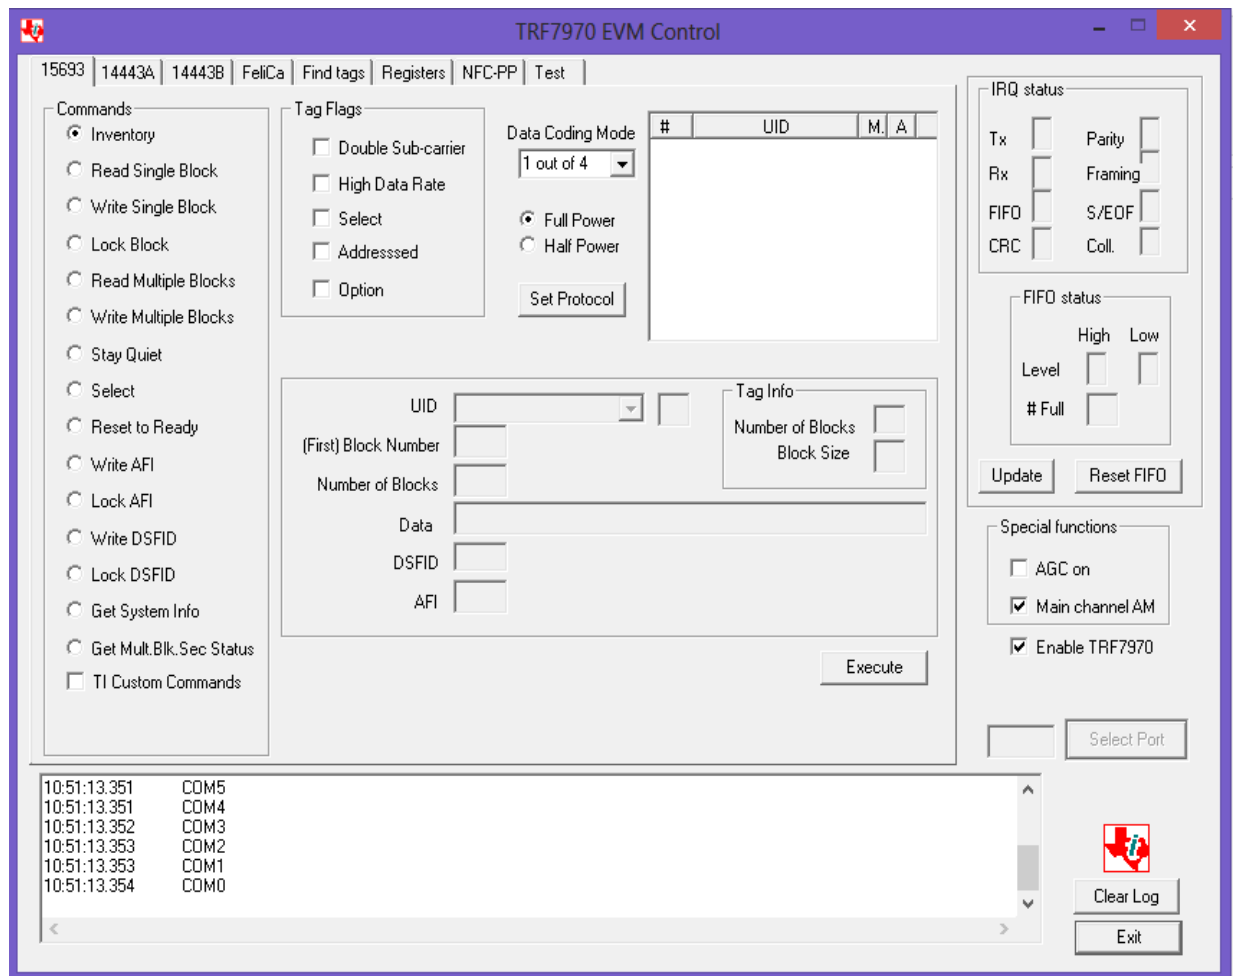 TRF7970 EVM Control
15693 14443A 14443B FeliCa Find tags Registers NFC-PP Test
Commands
Inventory
Read Single Block
Write Single Block
Lock Block
Read Multiple Blocks
Write Multiple Blocks
Stay Quiet
Select
Reset to Ready
Write AFI
Lock AFI
Write DSFID
Lock DSFID
Get System Info
Get Mult.Blk.Sec Status
TI Custom Commands
Tag Flags
Double Sub-carrier
High Data Rate
Select
Addresssed
Option
Data Coding Mode
1 out of 4
Full Power
Half Power
Set Protocol
# UID M. A
UID
(First) Block Number
Number of Blocks
Data
DSFID
AFI
Tag Info
Number of Blocks
Block Size
Execute
IRQ status
Tx Parity
Rx Framing
FIFO S/EOF
CRC Coll.
FIFO status
High Low
Level
# Full
Update Reset FIFO
Special functions
AGC on
Main channel AM
Enable TRF7970
Select Port
10:51:13.351 COM5
10:51:13.351 COM4
10:51:13.352 COM3
10:51:13.353 COM2
10:51:13.353 COM1
10:51:13.354 COM0
Clear Log
Exit